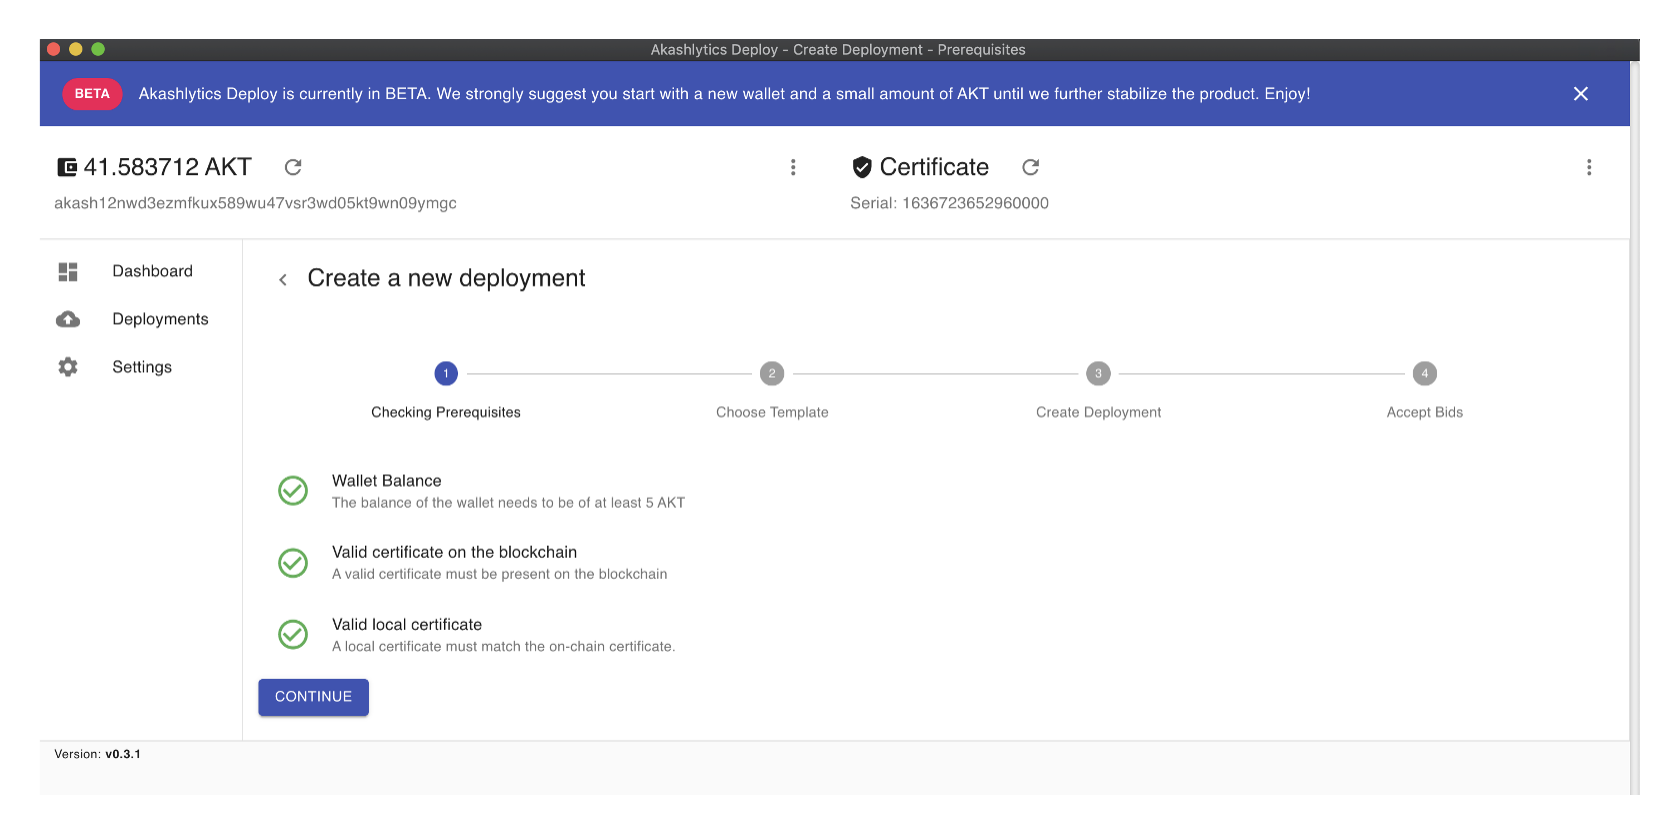 Akashlytics Deploy - Create Deployment - Prerequisites
BETA Akashlytics Deploy is currently in BETA. We strongly suggest you start with a new wallet and a small amount of AKT until we further stabilize the product. Enjoy!
41.583712 AKT
akash12nwd3ezmfkux589wu47vsr3wd05kt9wn09ymgc
Certificate
Serial: 1636723652960000
Dashboard
Deployments
Settings
Create a new deployment
1
Checking Prerequisites
2
Choose Template
3
Create Deployment
4
Accept Bids
Wallet Balance
The balance of the wallet needs to be of at least 5 AKT
Valid certificate on the blockchain
A valid certificate must be present on the blockchain
Valid local certificate
A local certificate must match the on-chain certificate.
CONTINUE
Version: v0.3.1